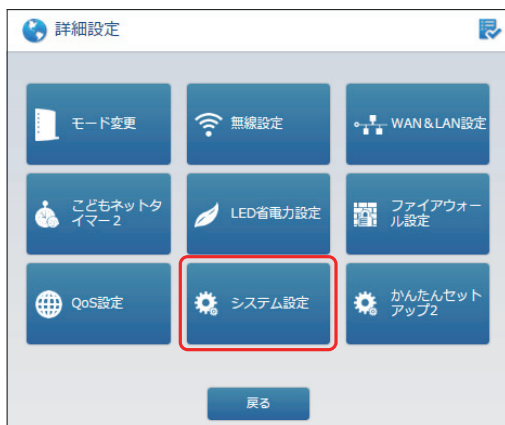 詳細設定
モード変更
無線設定
WAN&LAN設定
こどもネットタ
イマー2
LED省電力設定
ファイアウォー
ル設定
QoS設定
システム設定
かんたんセット
アップ2
戻る